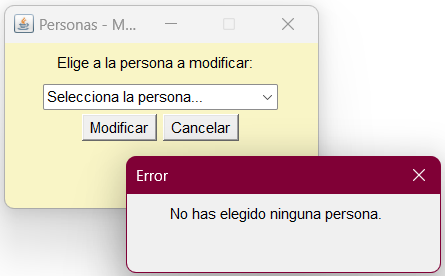 Personas - M...
Elige a la persona a modificar:
Selecciona la persona...
Modificar Cancelar
Error
No has elegido ninguna persona.